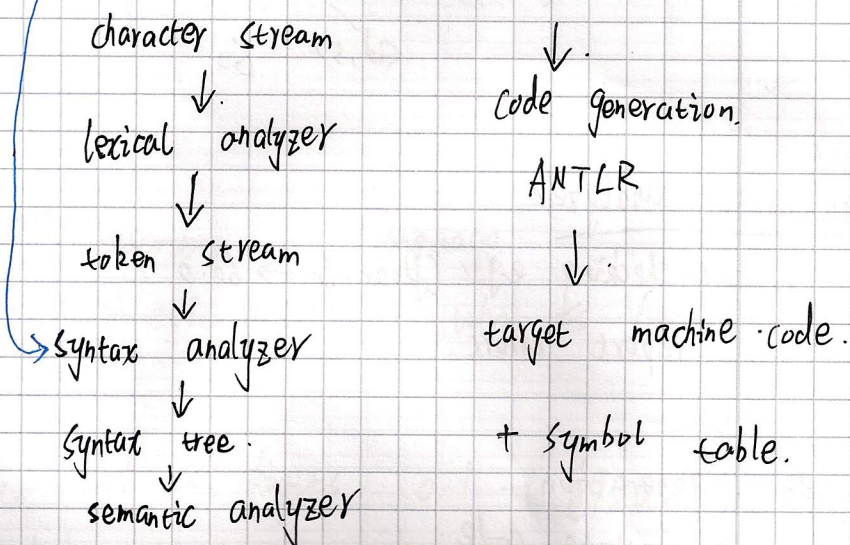 character stream
↓
lexical analyzer
↓
token stream
↓
syntax analyzer
↓
syntax tree.
↓
semantic analyzer
↓
code generation.
ANTLR
↓
target machine code.
+ symbol table.